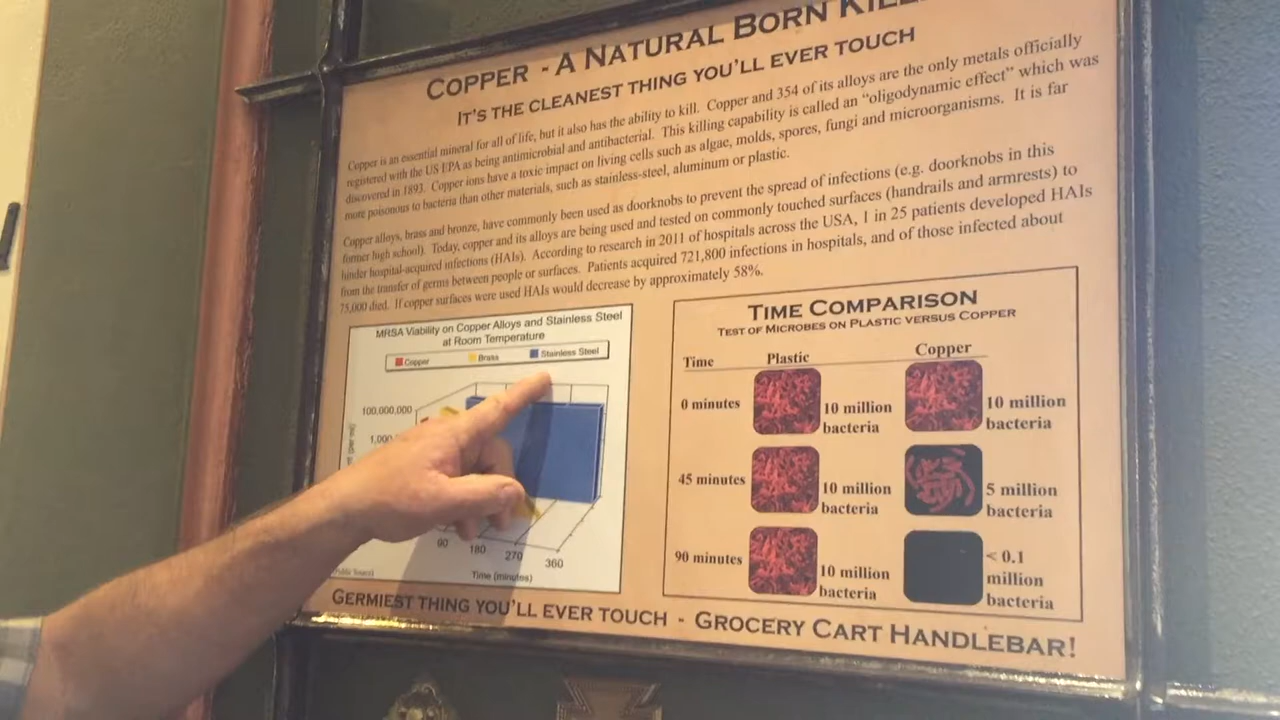 COPPER - A NATURAL BORN
IT'S THE CLEANEST THING YOU'LL EVER TOUCH
Copper is an essential mineral for all of life, but it also has the ability to kill. Copper and 354 of its alloys are the only metals officially
registered with the US EPA as being antimicrobial and antibacterial. This killing capability is called an "oligodynamic effect" which was
discovered in 1893. Copper ions have a toxic impact on living cells such as algae, molds, spores, fungi and microorganisms. It is far
more poisonous to bacteria than other materials, such as stainless-steel, aluminum or plastic.
Copper alloys, brass and bronze, have commonly been used as doorknobs to prevent the spread of infections (e.g. doorknobs in this
former high school). Today, copper and its alloys are being used and tested on commonly touched surfaces (handrails and armrests) to
hinder hospital-acquired infections (HAIs). According to research in 2011 of hospitals across the USA, 1 in 25 patients developed HAIs
from the transfer of germs between people or surfaces. Patients acquired 721,800 infections in hospitals, and of those infected about
75,000 died. If copper surfaces were used HAIs would decrease by approximately 58%.
MRSA Viability on Copper Alloys and Stainless Steel
at Room Temperature
Copper Brass Stainless Steel
100,000,000
90 180 270 360
Time (minutes)
TIME COMPARISON
TEST OF MICROBES ON PLASTIC VERSUS COPPER
Time Plastic Copper
0 minutes 10 million bacteria 10 million bacteria
45 minutes 10 million bacteria 5 million bacteria
90 minutes 10 million bacteria < 0.1 million bacteria
GERMIEST THING YOU'LL EVER TOUCH - GROCERY CART HANDLEBAR!